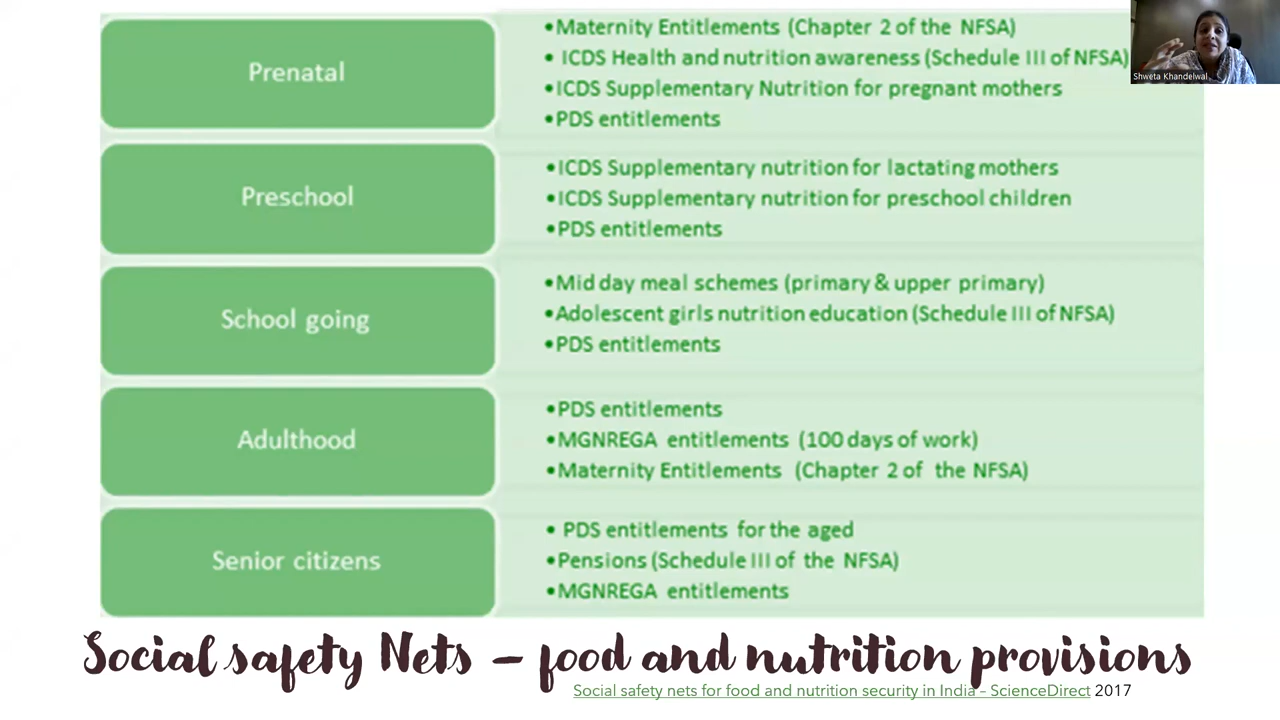 Prenatal
•Maternity Entitlements (Chapter 2 of the NFSA)
• ICDS Health and nutrition awareness (Schedule III of NFSA)
•ICDS Supplementary Nutrition for pregnant mothers
•PDS entitlements
Shweta Khandelwal
Preschool
•ICDS Supplementary nutrition for lactating mothers
•ICDS Supplementary nutrition for preschool children
•PDS entitlements
School going
•Mid day meal schemes (primary & upper primary)
•Adolescent girls nutrition education (Schedule III of NFSA)
•PDS entitlements
Adulthood
•PDS entitlements
•MGNREGA entitlements (100 days of work)
•Maternity Entitlements (Chapter 2 of the NFSA)
Senior citizens
• PDS entitlements for the aged
•Pensions (Schedule III of the NFSA)
•MGNREGA entitlements
Social safety Nets – food and nutrition provisions
Social safety nets for food and nutrition security in India - ScienceDirect 2017